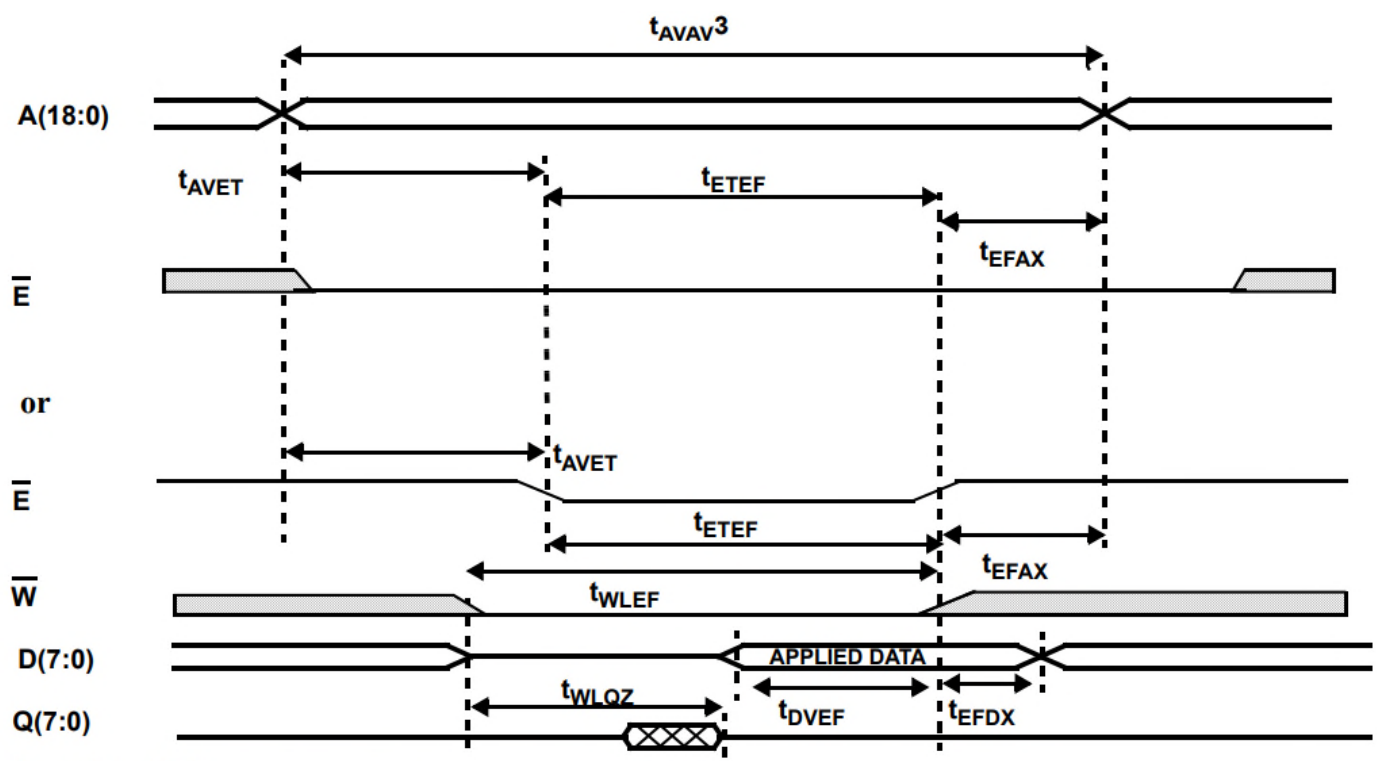 tAVAV3
A(18:0)
tAVET
tETEF
tEFAX
E̅
or
tAVET
E̅
tETEF
tEFAX
W̅
tWLEF
D(7:0)
APPLIED DATA
tWLQZ
tDVEF
tEFDX
Q(7:0)